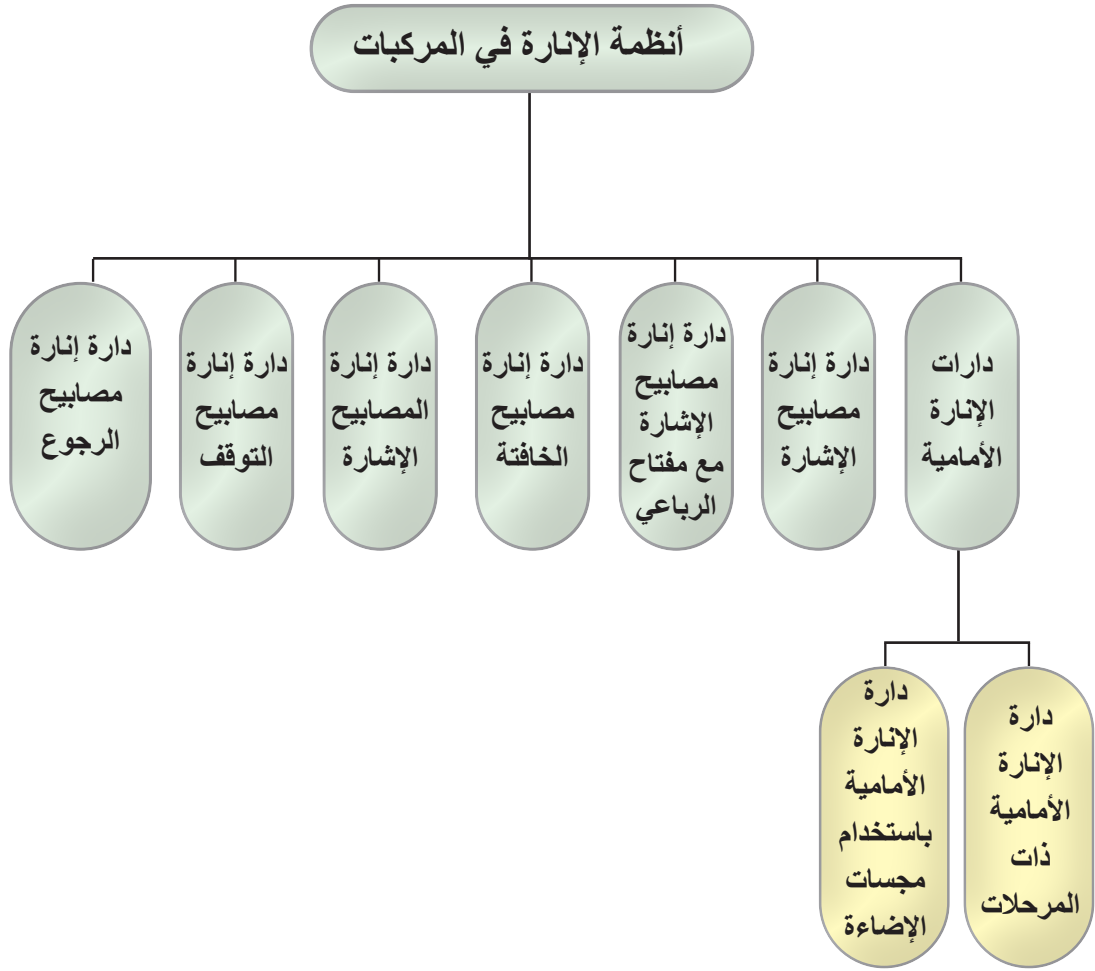 أنظمة الإنارة في المركبات
دارات
الإنارة
الأمامية
دارة إنارة
مصابيح
الإشارة
دارة إنارة
مصابيح
الإشارة
مع مفتاح
الرباعي
دارة إنارة
مصابيح
الخافتة
دارة إنارة
المصابيح
الإشارة
دارة إنارة
مصابيح
التوقف
دارة إنارة
مصابيح
الرجوع
دارة
الإنارة
الأمامية
ذات
المرحلات
دارة
الإنارة
الأمامية
باستخدام
مجسات
الإضاءة